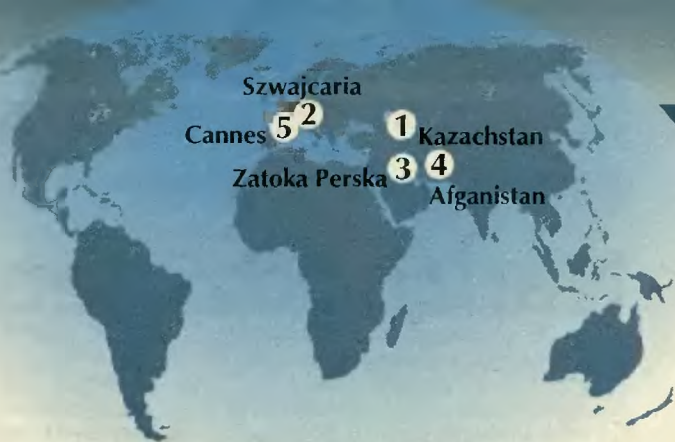 Szwajcaria
2
Cannes 5
1 Kazachstan
Zatoka Perska 3
4
Afganistan